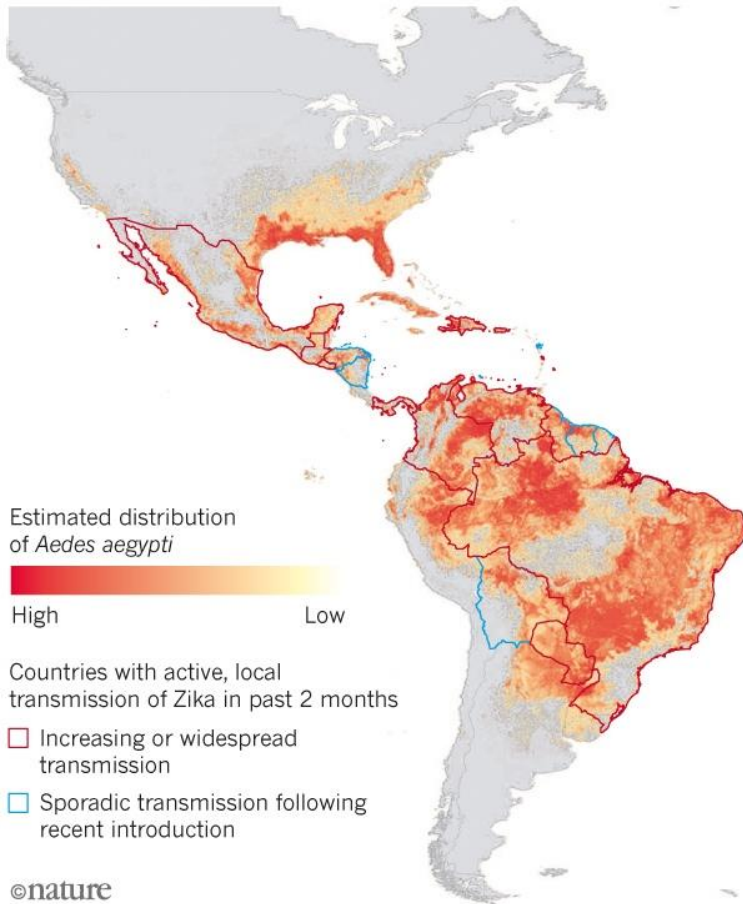 Estimated distribution
of Aedes aegypti
High Low
Countries with active, local
transmission of Zika in past 2 months
Increasing or widespread
transmission
Sporadic transmission following
recent introduction
©nature